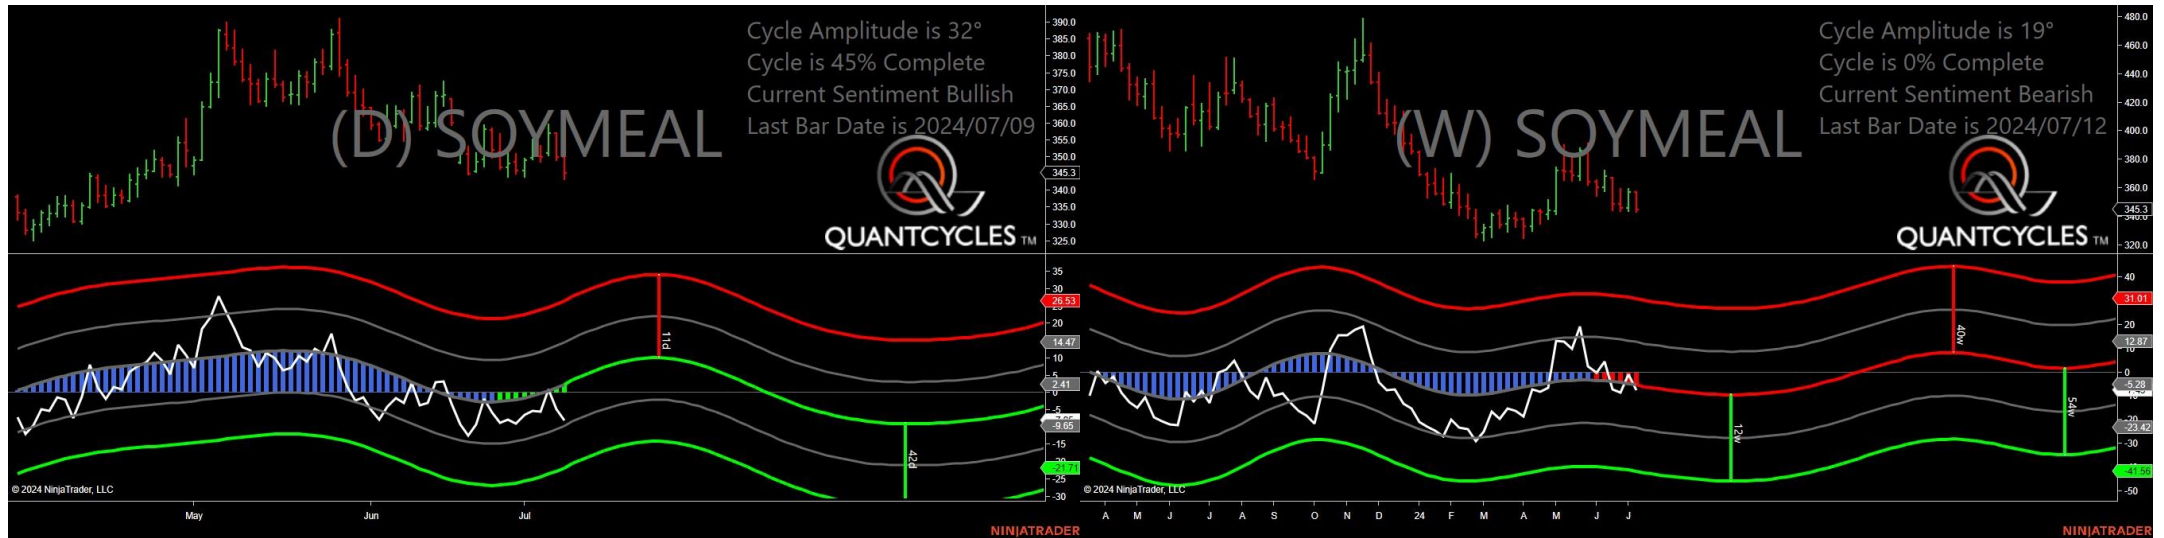 Cycle Amplitude is 32°
Cycle is 45% Complete
Current Sentiment Bullish
Last Bar Date is 2024/07/09
(D) SOYMEAL
QUANTCYCLES TM
390.0
385.0
380.0
375.0
370.0
365.0
360.0
355.0
350.0
345.3
340.0
335.0
330.0
325.0
35
30
26.53
20
14.47
10
5
2.41
0
-5
-9.65
-15
-20
-21.71
-25
-30
11d
42d
© 2024 NinjaTrader, LLC
May
Jun
Jul
NINJATRADER
Cycle Amplitude is 19°
Cycle is 0% Complete
Current Sentiment Bearish
Last Bar Date is 2024/07/12
(W) SOYMEAL
QUANTCYCLES TM
480.0
460.0
440.0
420.0
400.0
380.0
360.0
345.3
340.0
320.0
40
31.01
20
12.87
10
0
-5.28
-23.42
-30
-41.56
-50
40w
12w
54w
© 2024 NinjaTrader, LLC
A
M
J
J
A
S
O
N
D
24
F
M
A
M
J
J
NINJATRADER